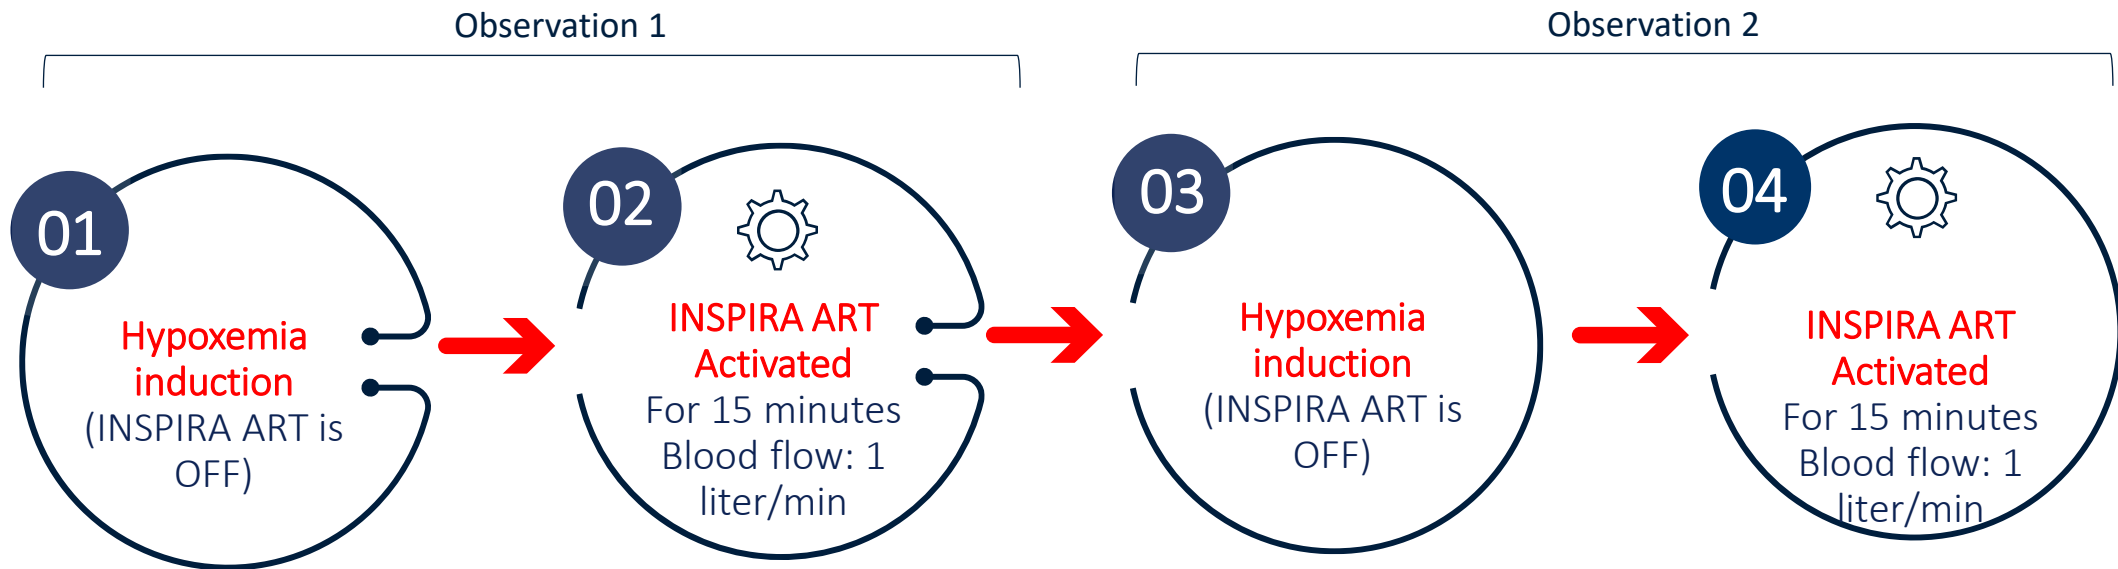 Observation 1
Observation 2
01
Hypoxemia
induction
(INSPIRA ART is
OFF)
02
INSPIRA ART
Activated
For 15 minutes
Blood flow: 1
liter/min
03
Hypoxemia
induction
(INSPIRA ART is
OFF)
04
INSPIRA ART
Activated
For 15 minutes
Blood flow: 1
liter/min